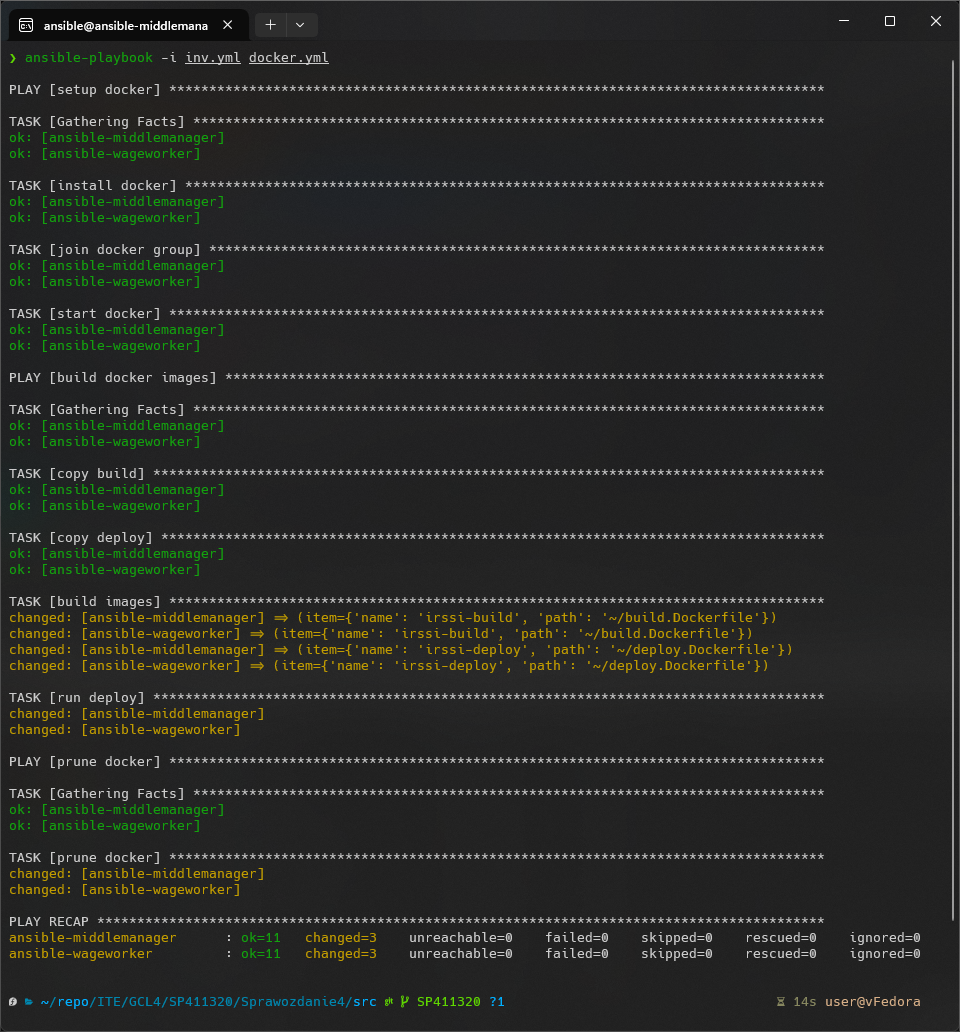 ansible@ansible-middlemana
❯ ansible-playbook -i inv.yml docker.yml
PLAY [setup docker] **********************************************************************************
TASK [Gathering Facts] *******************************************************************************
ok: [ansible-middlemanager]
ok: [ansible-wageworker]
TASK [install docker] ********************************************************************************
ok: [ansible-middlemanager]
ok: [ansible-wageworker]
TASK [join docker group] *****************************************************************************
ok: [ansible-middlemanager]
ok: [ansible-wageworker]
TASK [start docker] **********************************************************************************
ok: [ansible-middlemanager]
ok: [ansible-wageworker]
PLAY [build docker images] ***************************************************************************
TASK [Gathering Facts] *******************************************************************************
ok: [ansible-middlemanager]
ok: [ansible-wageworker]
TASK [copy build] ************************************************************************************
ok: [ansible-middlemanager]
ok: [ansible-wageworker]
TASK [copy deploy] ***********************************************************************************
ok: [ansible-middlemanager]
ok: [ansible-wageworker]
TASK [build images] **********************************************************************************
changed: [ansible-middlemanager] => (item={'name': 'irssi-build', 'path': '~/build.Dockerfile'})
changed: [ansible-wageworker] => (item={'name': 'irssi-build', 'path': '~/build.Dockerfile'})
changed: [ansible-middlemanager] => (item={'name': 'irssi-deploy', 'path': '~/deploy.Dockerfile'})
changed: [ansible-wageworker] => (item={'name': 'irssi-deploy', 'path': '~/deploy.Dockerfile'})
TASK [run deploy] ************************************************************************************
changed: [ansible-middlemanager]
changed: [ansible-wageworker]
PLAY [prune docker] **********************************************************************************
TASK [Gathering Facts] *******************************************************************************
ok: [ansible-middlemanager]
ok: [ansible-wageworker]
TASK [prune docker] **********************************************************************************
changed: [ansible-middlemanager]
changed: [ansible-wageworker]
PLAY RECAP *******************************************************************************************
ansible-middlemanager      : ok=11   changed=3    unreachable=0    failed=0    skipped=0    rescued=0    ignored=0
ansible-wageworker         : ok=11   changed=3    unreachable=0    failed=0    skipped=0    rescued=0    ignored=0
~/repo/ITE/GCL4/SP411320/Sprawozdanie4/src git SP411320 ?1 14s user@vFedora